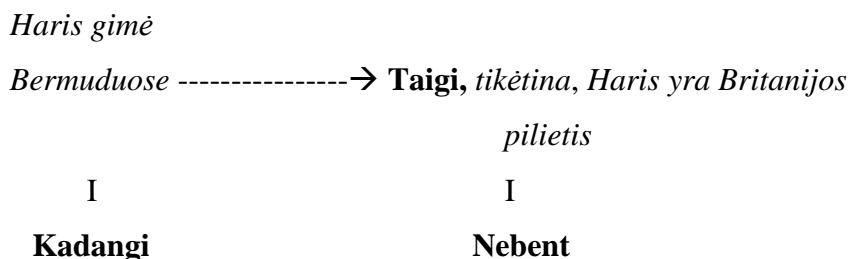 Haris gimė
Bermuduose ----------------→ Taigi, tikėtina, Haris yra Britanijos
pilietis
I I
Kadangi Nebent